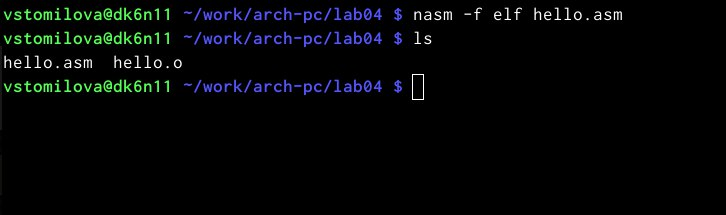 vstomilova@dk6n11 ~/work/arch-pc/lab04 $ nasm -f elf hello.asm
vstomilova@dk6n11 ~/work/arch-pc/lab04 $ ls
hello.asm  hello.o
vstomilova@dk6n11 ~/work/arch-pc/lab04 $